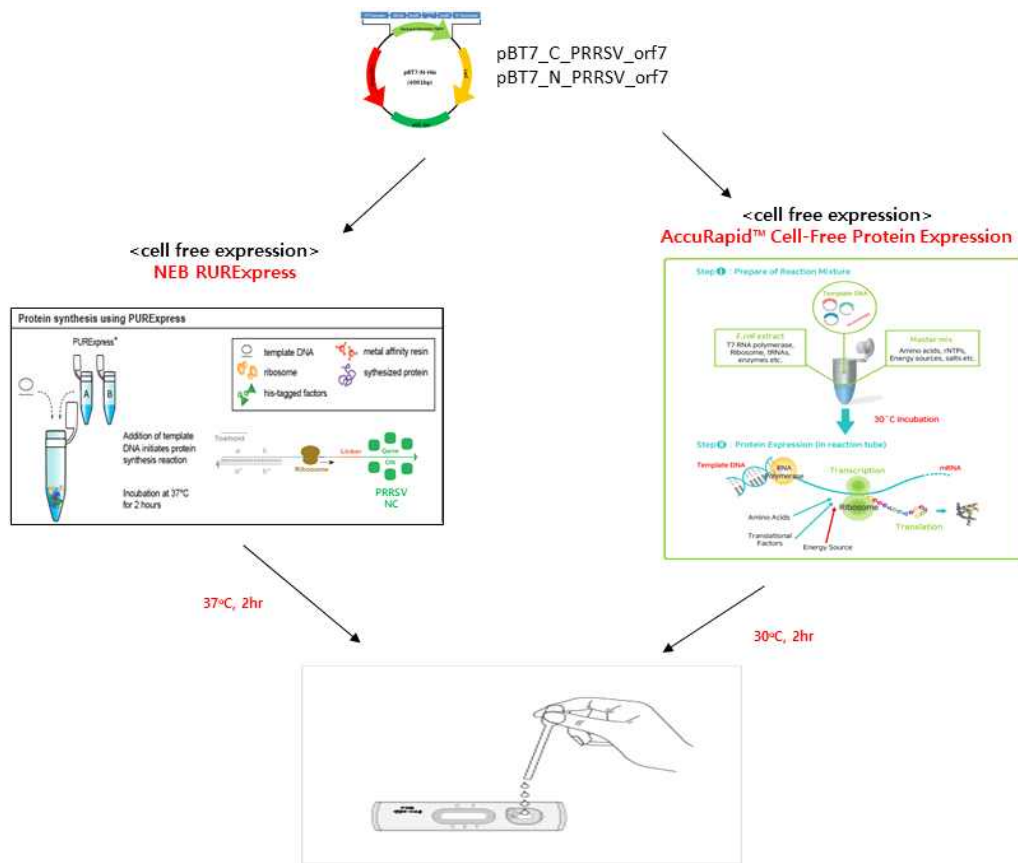 pBT7-N-His
pBT7_C_PRRSV_orf7
pBT7_N_PRRSV_orf7
<cell free expression>
NEB RURExpress
Protein synthesis using PURExpress
PURExpress
A
B
template DNA
ribosome
his-tagged factors
metal affinity resin
sythesized protein
Addition of template
DNA initiates protein
synthesis reaction
Incubation at 37°C
for 2 hours
Toehold
a
b
a*
b*
Ribosome
Linker
Gene
ON
PRRSV
NC
37°C, 2hr
<cell free expression>
AccuRapid™ Cell-Free Protein Expression
Step 1 : Prepare of Reaction Mixture
Template DNA
E.coli Extract
T7 RNA polymerase,
Ribosome, tRNAs,
enzymes etc.
Master mix
Amino acids, rNTPs,
Energy sources, salts etc.
30°C Incubation
: Protein Expression (in reaction tube)
Template DNA
RNA
Polymerase
Transcription
mRNA
Amino Acids
Ribosome
Translational
Factors
Translation
Energy Source
30°C, 2hr